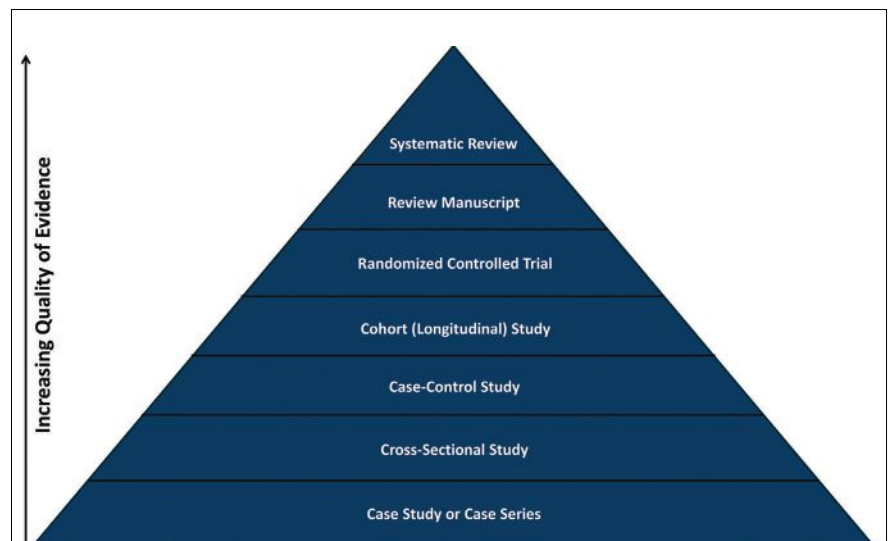 Increasing Quality of Evidence
Systematic Review
Review Manuscript
Randomized Controlled Trial
Cohort (Longitudinal) Study
Case-Control Study
Cross-Sectional Study
Case Study or Case Series